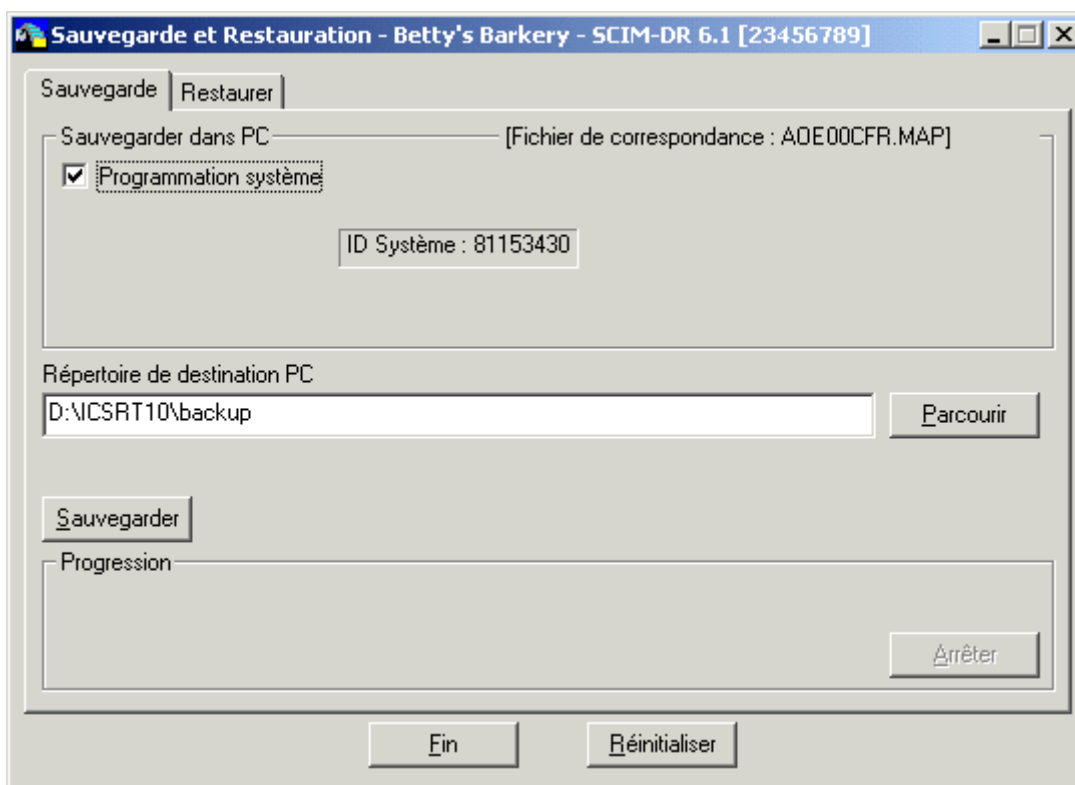 Sauvegarde et Restauration - Betty's Barkery - SCIM-DR 6.1 [23456789]
Sauvegarde Restaurer
Sauvegarder dans PC [Fichier de correspondance : A0E00CFR.MAP]
Programmation système
ID Système : 81153430
Répertoire de destination PC
D:\ICSRT10\backup
Parcourir
Sauvegarder
Progression
Arrêter
Fin Réinitialiser